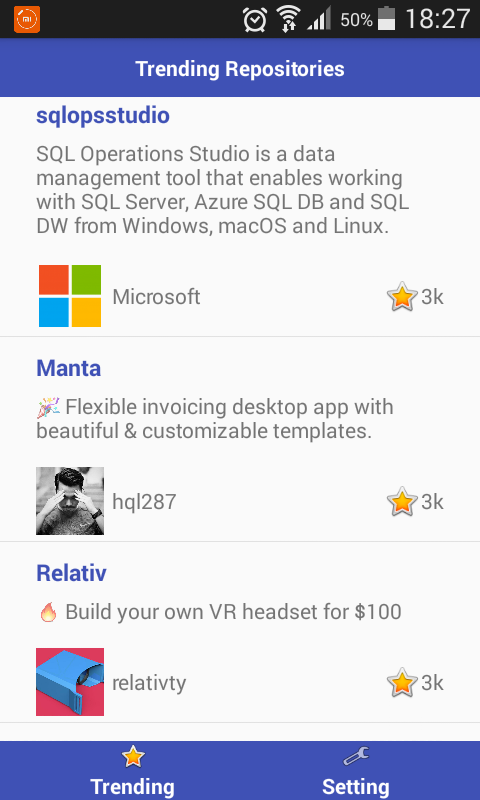 50% 18:27
Trending Repositories
sqlopsstudio
SQL Operations Studio is a data
management tool that enables working
with SQL Server, Azure SQL DB and SQL
DW from Windows, macOS and Linux.
Microsoft 3k
Manta
🎉 Flexible invoicing desktop app with
beautiful & customizable templates.
hql287 3k
Relativ
🔥 Build your own VR headset for $100
relativty 3k
Trending Setting